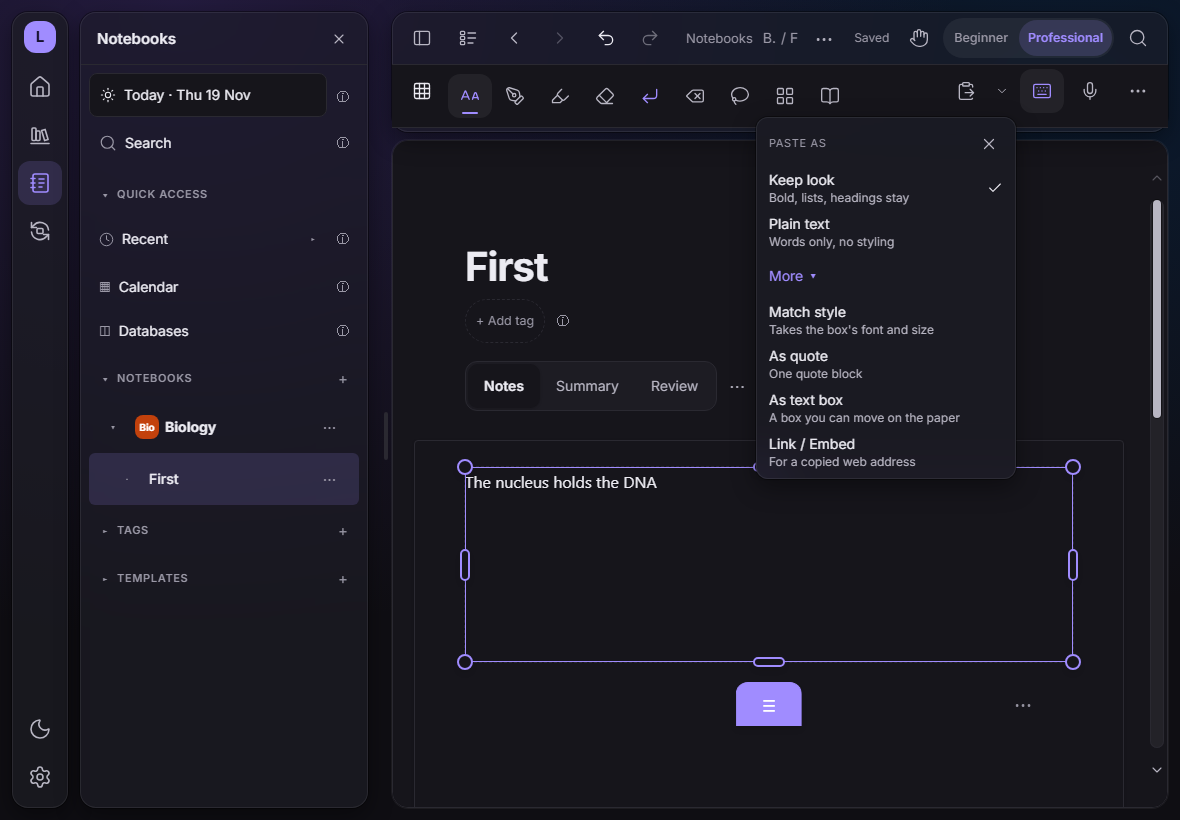 L
Notebooks
Today · Thu 19 Nov
Search
QUICK ACCESS
Recent
Calendar
Databases
NOTEBOOKS
Bio Biology
First
TAGS
TEMPLATES
Notebooks B. / F
Saved
Beginner Professional
AA
PASTE AS
Keep look
Bold, lists, headings stay
Plain text
Words only, no styling
More
Match style
Takes the box's font and size
As quote
One quote block
As text box
A box you can move on the paper
Link / Embed
For a copied web address
First
+ Add tag
Notes Summary Review
The nucleus holds the DNA